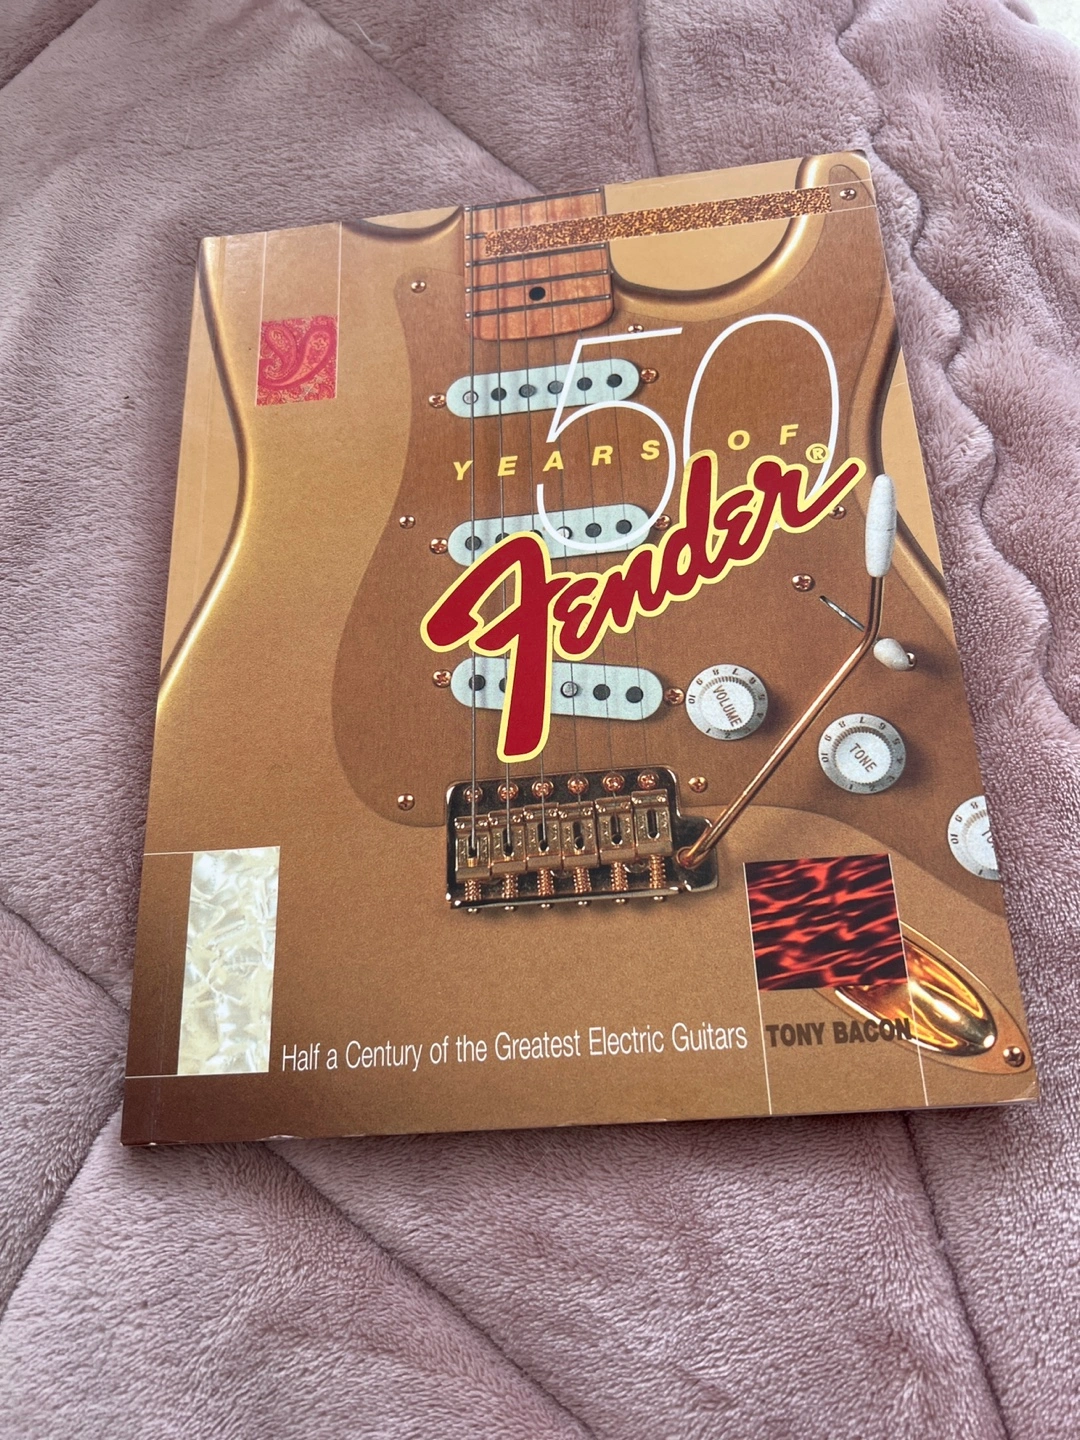 50
YEARS OF
Fender®
VOLUME
TONE
Half a Century of the Greatest Electric Guitars
TONY BACON